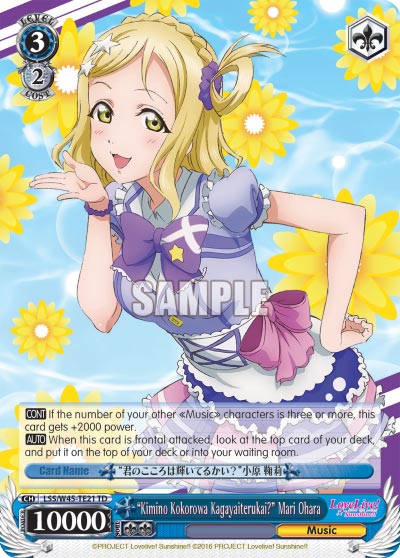 LEVEL
3
2
COST
SAMPLE
CONT If the number of your other «Music» characters is three or more, this
card gets +2000 power.
AUTO When this card is frontal attacked, look at the top card of your deck,
and put it on the top of your deck or into your waiting room.
Card Name
"君のこころは輝いてるかい?"小原 鞠莉
CH LSS/W45-TE21 TD
"Kimino Kokorowa Kagayaiterukai?" Mari Ohara
LoveLive!
Sunshine!!
POWER
10000
SOUL
Music
©PROJECT Lovelive! Sunshine!! ©2016 PROJECT Lovelive! Sunshine!!